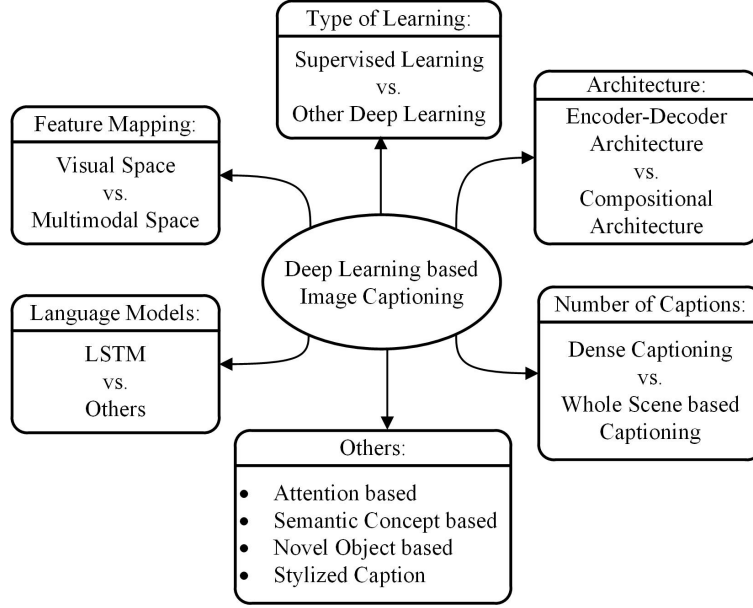 Type of Learning:
Supervised Learning
vs.
Other Deep Learning
Architecture:
Encoder-Decoder
Architecture
vs.
Compositional
Architecture
Feature Mapping:
Visual Space
vs.
Multimodal Space
Deep Learning based
Image Captioning
Language Models:
LSTM
vs.
Others
Number of Captions:
Dense Captioning
vs.
Whole Scene based
Captioning
Others:
• Attention based
• Semantic Concept based
• Novel Object based
• Stylized Caption